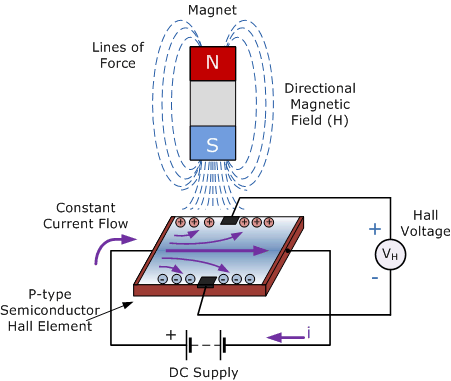 Magnet
Lines of
Force
N
S
Directional
Magnetic
Field (H)
Constant
Current Flow
+ + + + + +
Hall
Voltage
+
VH
-
- - - - - -
P-type
Semiconductor
Hall Element
+
i
DC Supply